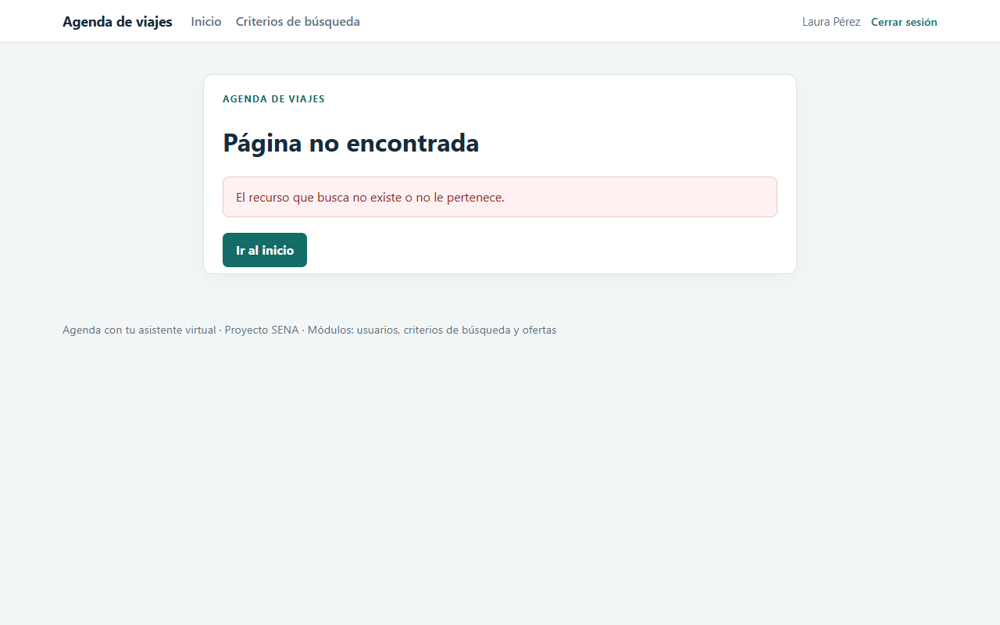 Agenda de viajes Inicio Criterios de búsqueda Laura Pérez Cerrar sesión
AGENDA DE VIAJES
Página no encontrada
El recurso que busca no existe o no le pertenece.
Ir al inicio
Agenda con tu asistente virtual · Proyecto SENA · Módulos: usuarios, criterios de búsqueda y ofertas